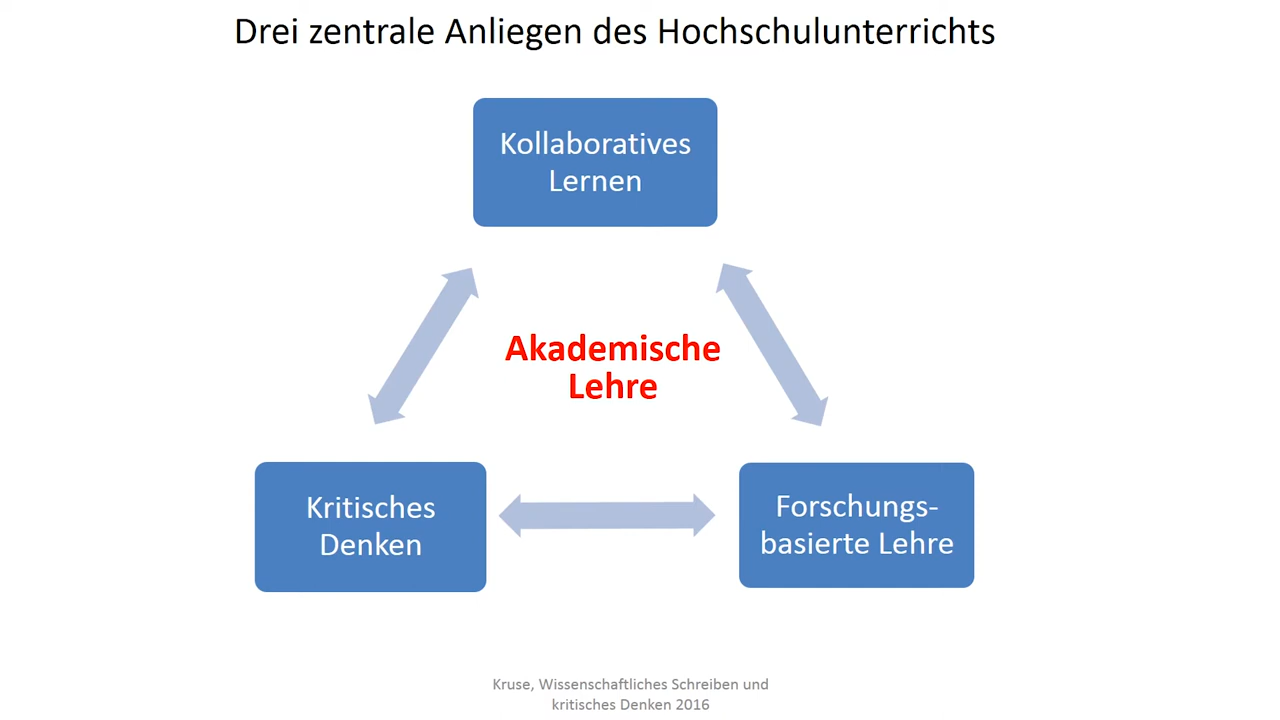 Drei zentrale Anliegen des Hochschulunterrichts
Kollaboratives
Lernen
Akademische
Lehre
Kritisches
Denken
Forschungs-
basierte Lehre
Kruse, Wissenschaftliches Schreiben und
kritisches Denken 2016